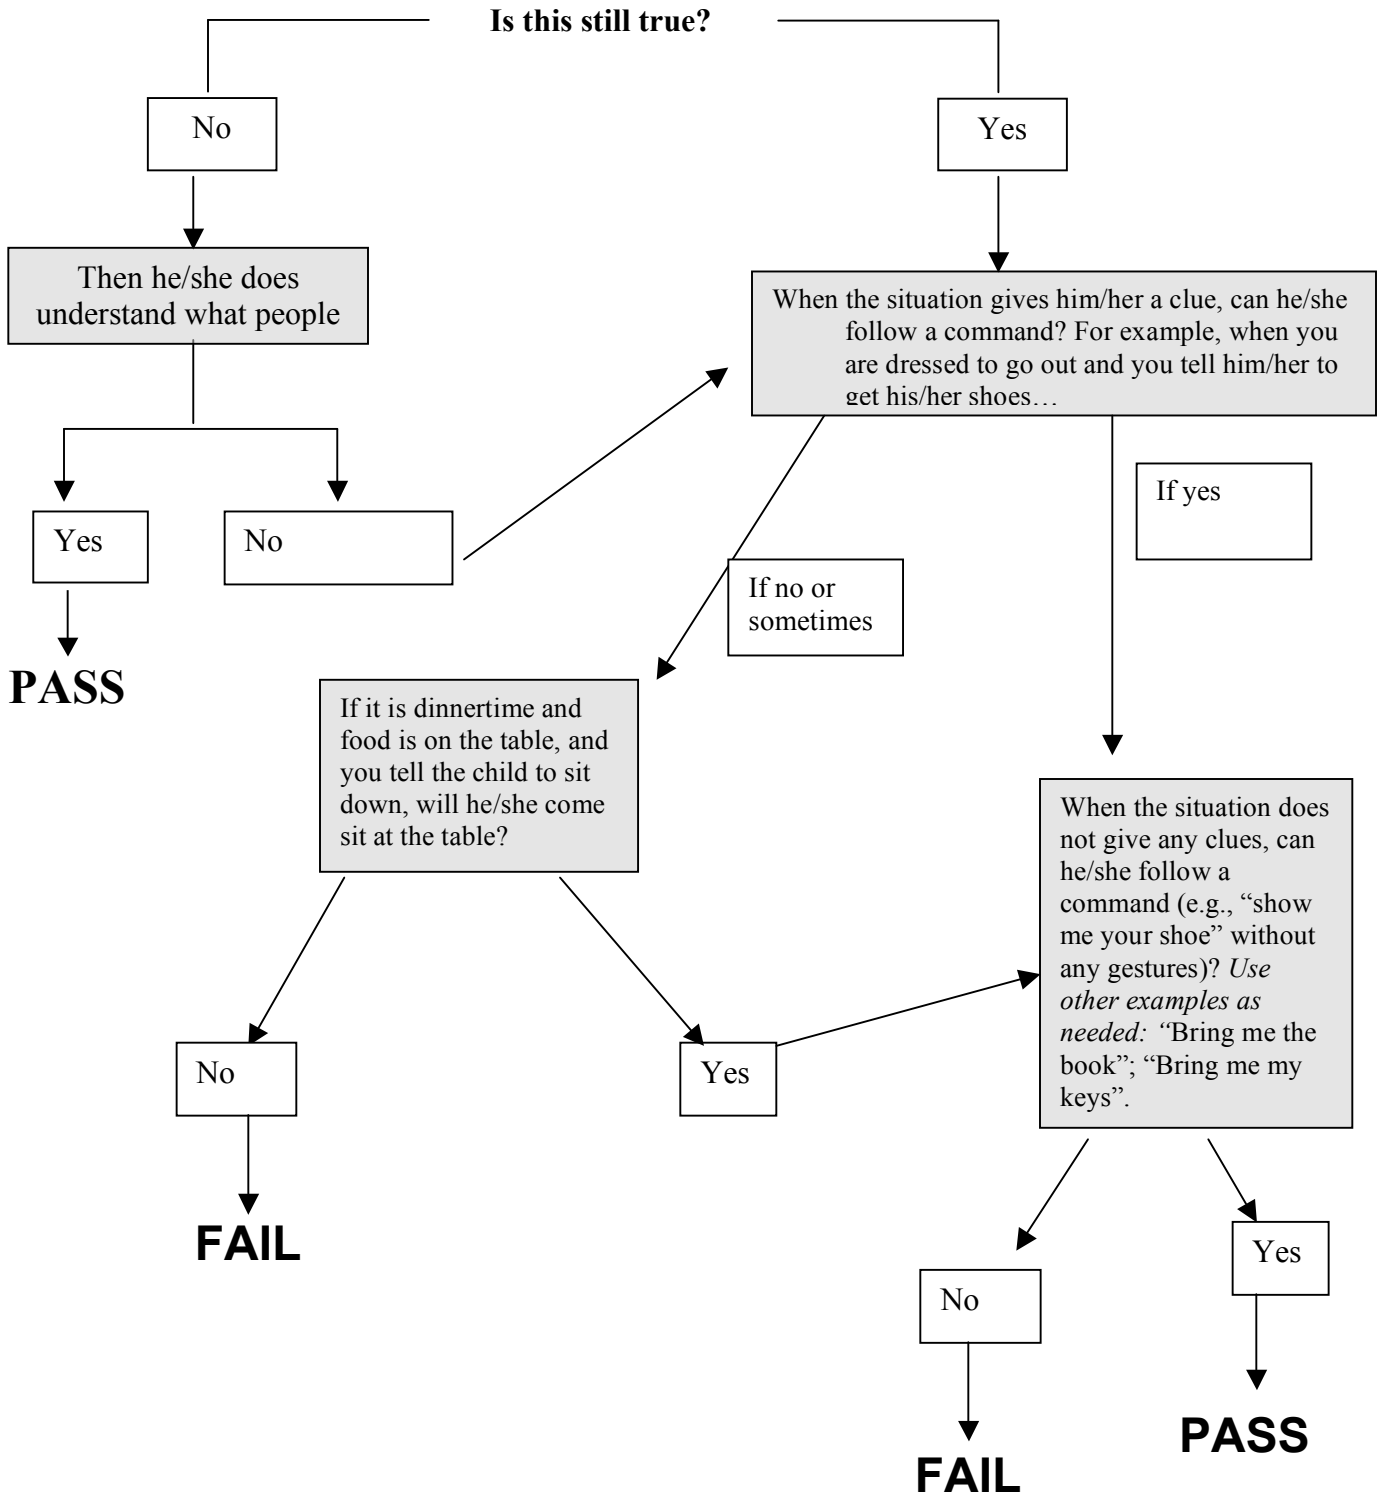 Is this still true?
No
Yes
Then he/she does
understand what people
When the situation gives him/her a clue, can he/she
follow a command? For example, when you
are dressed to go out and you tell him/her to
get his/her shoes…
If yes
Yes
No
If no or
sometimes
PASS
If it is dinnertime and
food is on the table, and
you tell the child to sit
down, will he/she come
sit at the table?
When the situation does
not give any clues, can
he/she follow a
command (e.g., “show
me your shoe” without
any gestures)? Use
other examples as
needed: “Bring me the
book”; “Bring me my
keys”.
No
Yes
FAIL
Yes
No
PASS
FAIL